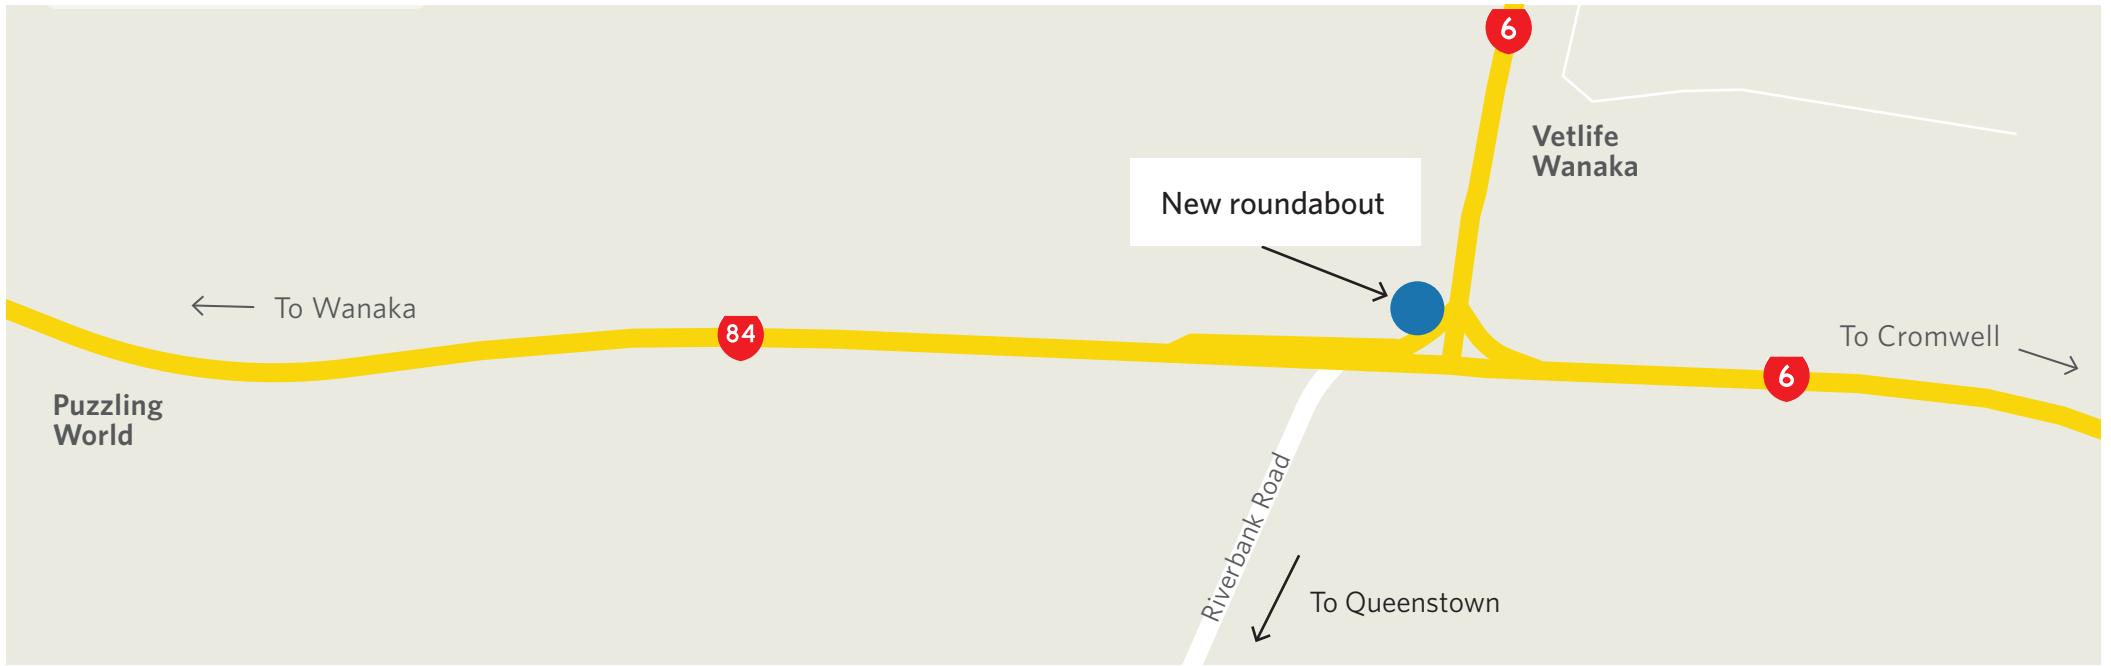 6
Vetlife
Wanaka
New roundabout
To Wanaka
84
To Cromwell
6
Puzzling
World
Riverbank Road
To Queenstown